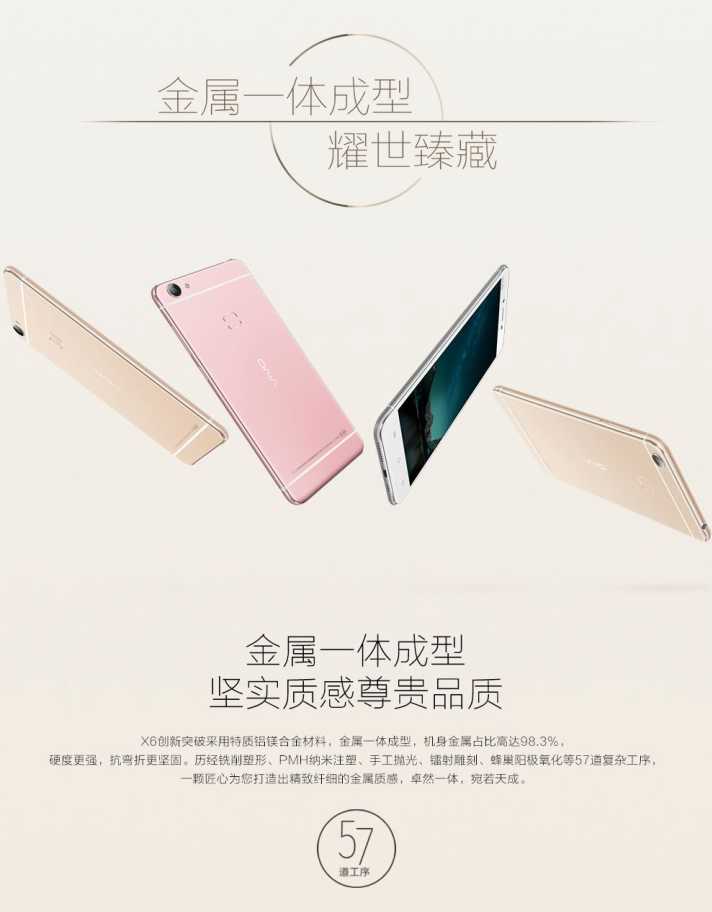 金属一体成型
耀世臻藏
vivo
金属一体成型
坚实质感尊贵品质
X6创新突破采用特质铝镁合金材料，金属一体成型，机身金属占比高达98.3%，
硬度更强，抗弯折更坚固。历经铣削塑形、PMH纳米注塑、手工抛光、镭射雕刻、蜂巢阳极氧化等57道复杂工序，
一颗匠心为您打造出精致纤细的金属质感，卓然一体，宛若天成。
57
道工序